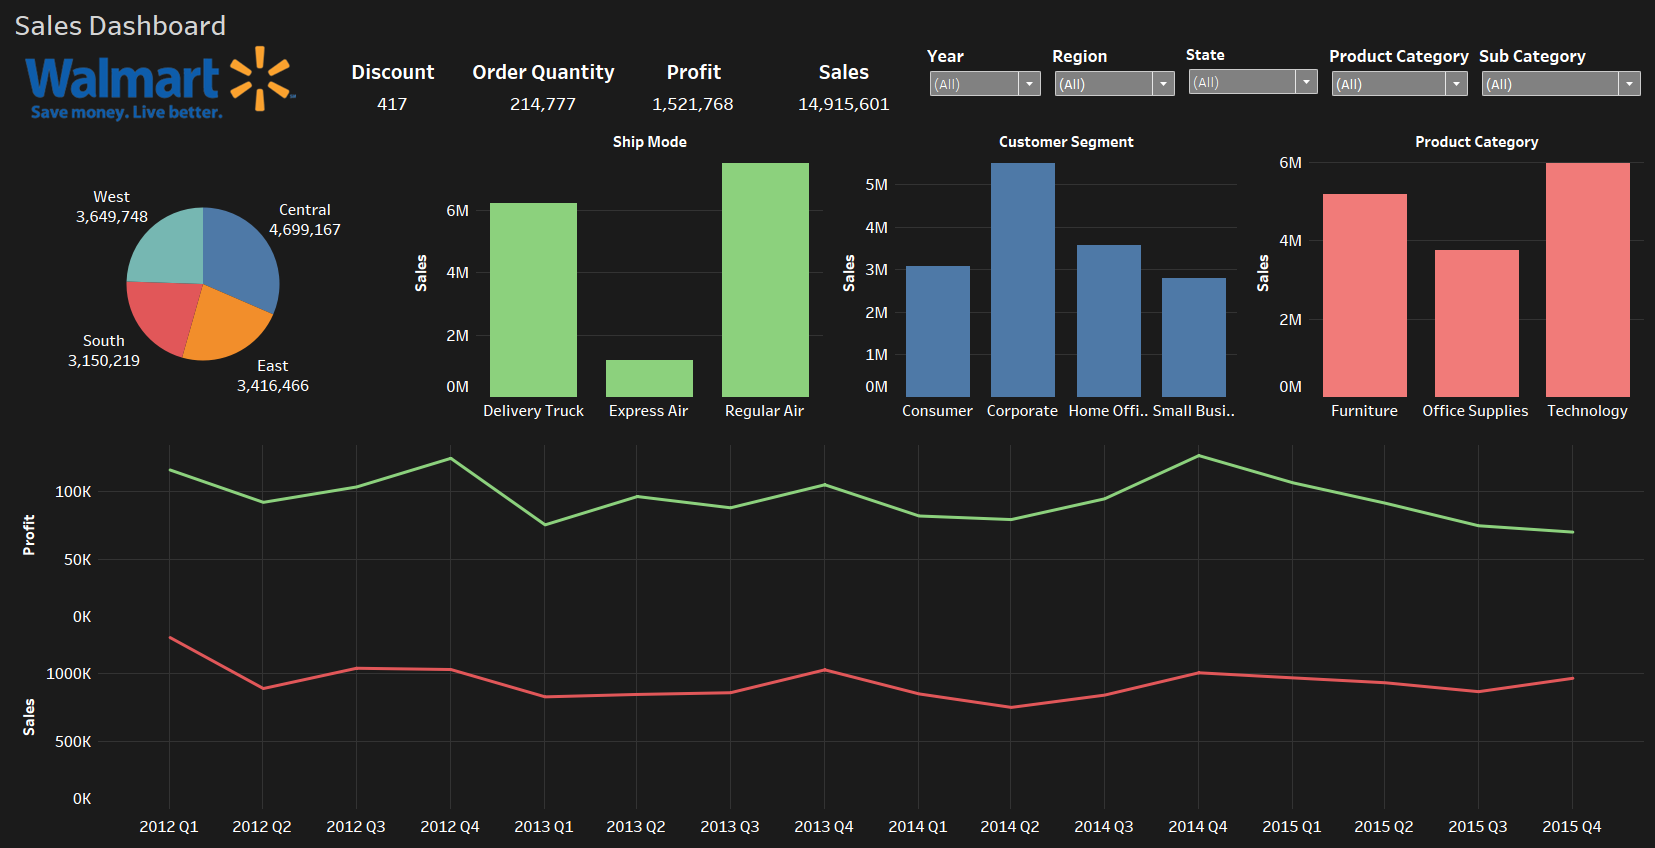 Sales Dashboard
Walmart
Save money. Live better.
Discount
417
Order Quantity
214,777
Profit
1,521,768
Sales
14,915,601
Year
(All)
Region
(All)
State
(All)
Product Category
(All)
Sub Category
(All)
West
3,649,748
Central
4,699,167
South
3,150,219
East
3,416,466
Ship Mode
Sales
6M
4M
2M
0M
Delivery Truck Express Air Regular Air
Customer Segment
Sales
5M
4M
3M
2M
1M
0M
Consumer Corporate Home Offi.. Small Busi..
Product Category
Sales
6M
4M
2M
0M
Furniture Office Supplies Technology
Profit
100K
50K
0K
Sales
1000K
500K
0K
2012 Q1 2012 Q2 2012 Q3 2012 Q4 2013 Q1 2013 Q2 2013 Q3 2013 Q4 2014 Q1 2014 Q2 2014 Q3 2014 Q4 2015 Q1 2015 Q2 2015 Q3 2015 Q4